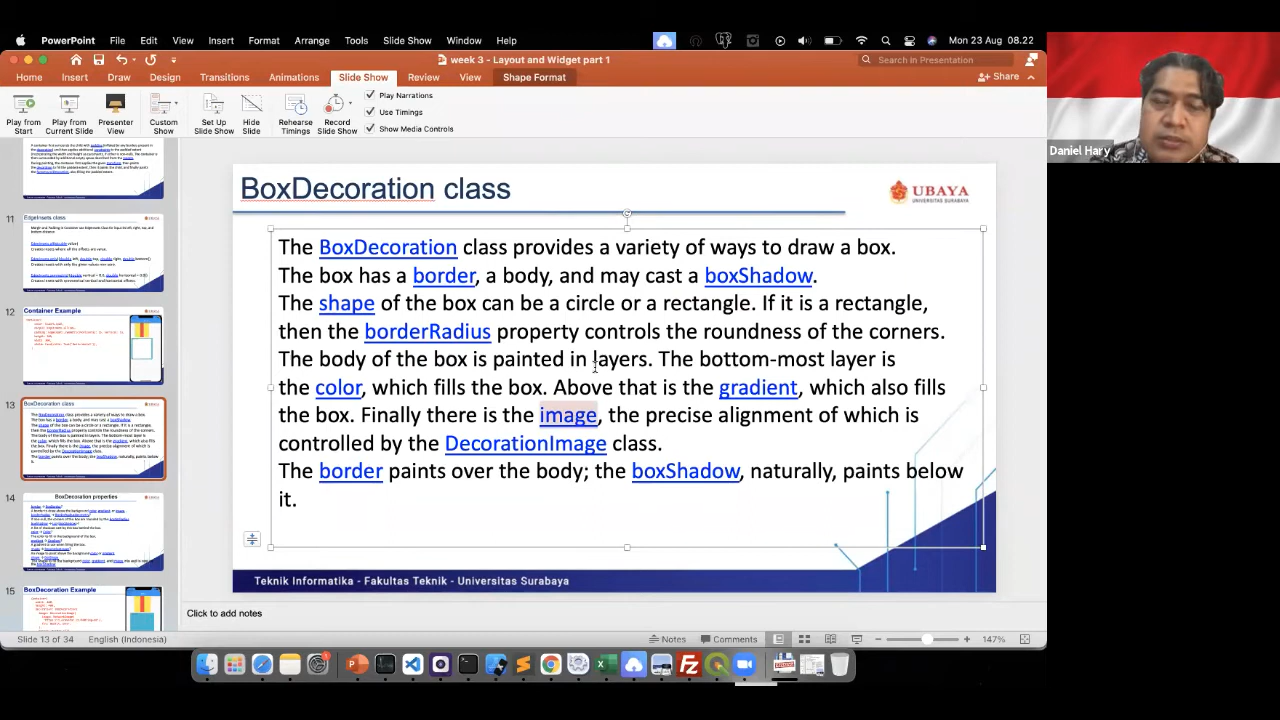 PowerPoint File Edit View Insert Format Arrange Tools Slide Show Window Help Mon 23 Aug 08.22
week 3 - Layout and Widget part 1
Search in Presentation
Home Insert Draw Design Transitions Animations Slide Show Review View Shape Format
Share
Play from Start
Play from Current Slide
Presenter View
Custom Show
Set Up Slide Show
Hide Slide
Rehearse Timings
Record Slide Show
Play Narrations
Use Timings
Show Media Controls
Daniel Hary
11
EdgeInsets class
12
Container Example
13
BoxDecoration class
14
BoxDecoration properties
15
BoxDecoration Example
BoxDecoration class
UBAYA
UNIVERSITAS SURABAYA
The BoxDecoration class provides a variety of ways to draw a box.
The box has a border, a body, and may cast a boxShadow.
The shape of the box can be a circle or a rectangle. If it is a rectangle,
then the borderRadius property controls the roundness of the corners.
The body of the box is painted in layers. The bottom-most layer is
the color, which fills the box. Above that is the gradient, which also fills
the box. Finally there is the image, the precise alignment of which is
controlled by the DecorationImage class.
The border paints over the body; the boxShadow, naturally, paints below
it.
Teknik Informatika - Fakultas Teknik - Universitas Surabaya
Click to add notes
Slide 13 of 34 English (Indonesia) Notes Comments 147%